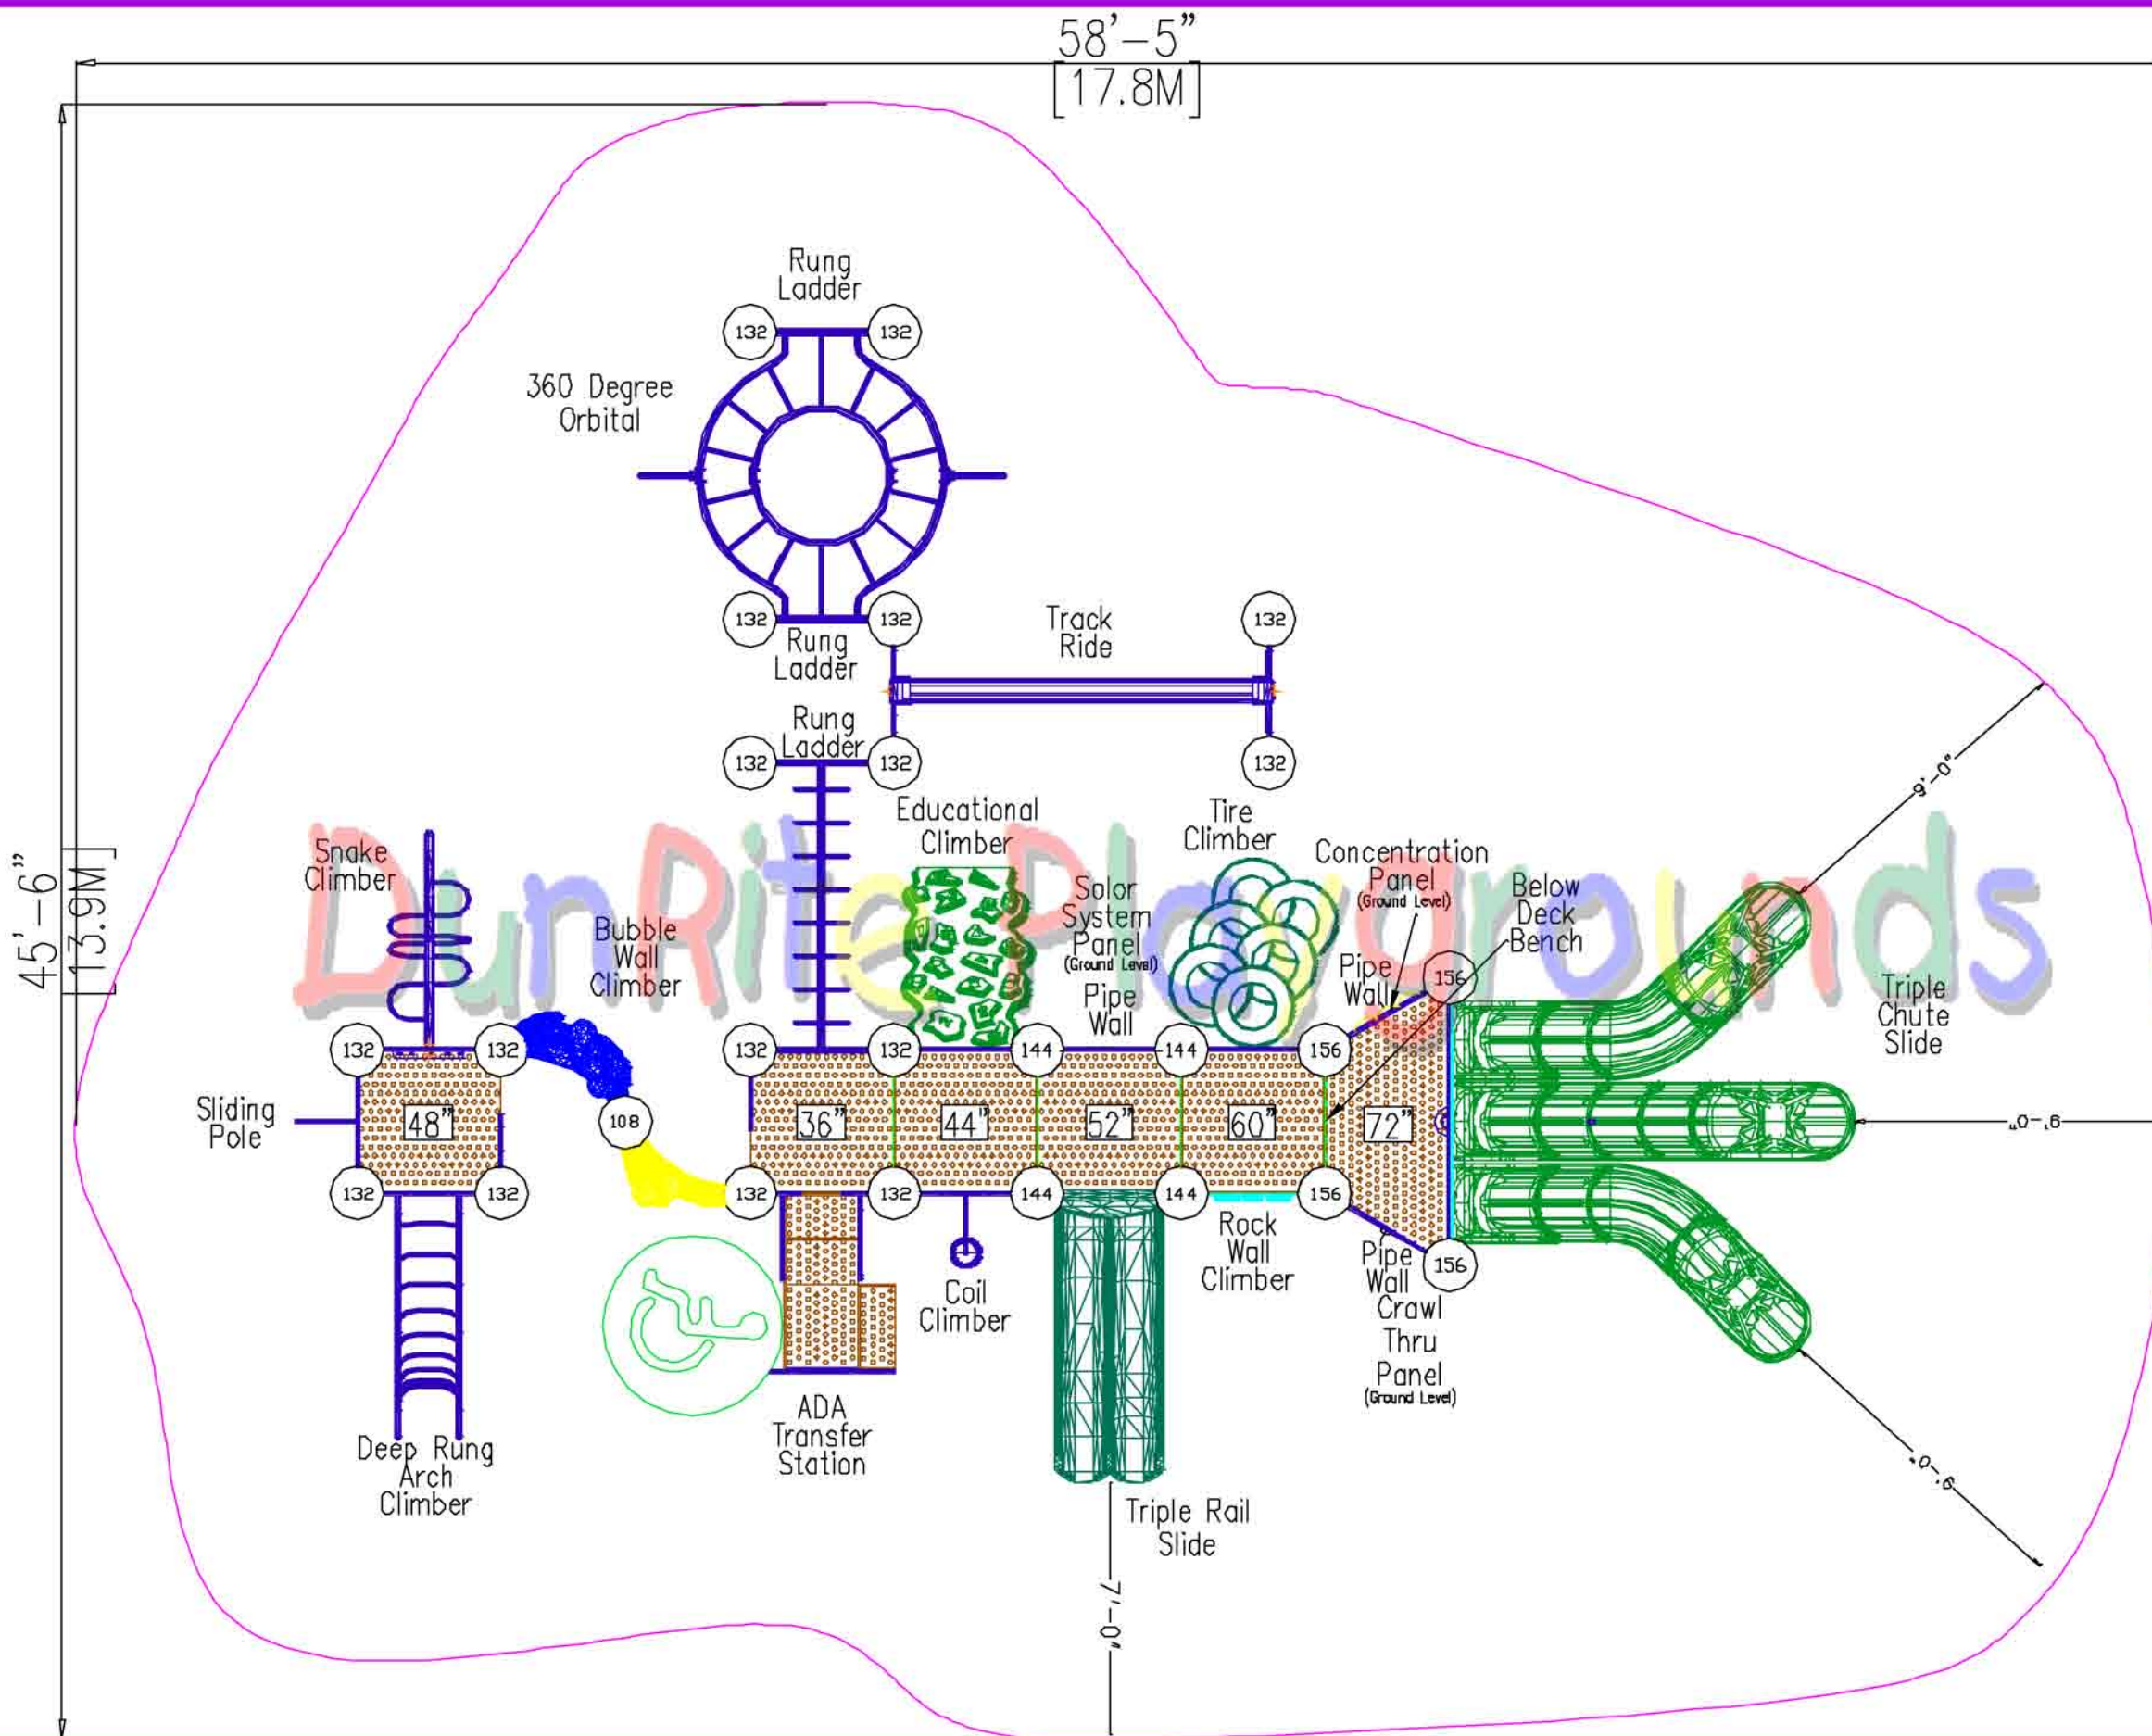 58'-5"
[17.8M]
45'-6"
[13.9M]
Rung
Ladder
132
132
360 Degree
Orbital
132
132
132
Rung
Ladder
Track
Ride
Rung
Ladder
132
132
132
Educational
Climber
Tire
Climber
9'-0"
Snake
Climber
Concentration
Panel
(Ground Level)
Below
Deck
Bench
Solor
System
Panel
(Ground Level)
Pipe
Wall
Bubble
Wall
Climber
DunRite Playgrounds
Pipe
Wall
156
Triple
Chute
Slide
132
132
132
132
144
144
156
Sliding
Pole
48"
108
36"
44"
52"
60"
72"
9'-0"
132
132
132
132
144
144
156
Rock
Wall
Climber
Pipe
Wall
156
Coil
Climber
Crawl
Thru
Panel
(Ground Level)
ADA
Transfer
Station
Deep Rung
Arch
Climber
9'-0"
Triple Rail
Slide
7'-0"